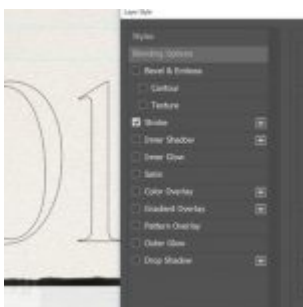 Layer Style
Styles
Blending Options
Bevel & Emboss
Contour
Texture
Stroke
Inner Shadow
Inner Glow
Satin
Color Overlay
Gradient Overlay
Pattern Overlay
Outer Glow
Drop Shadow
01